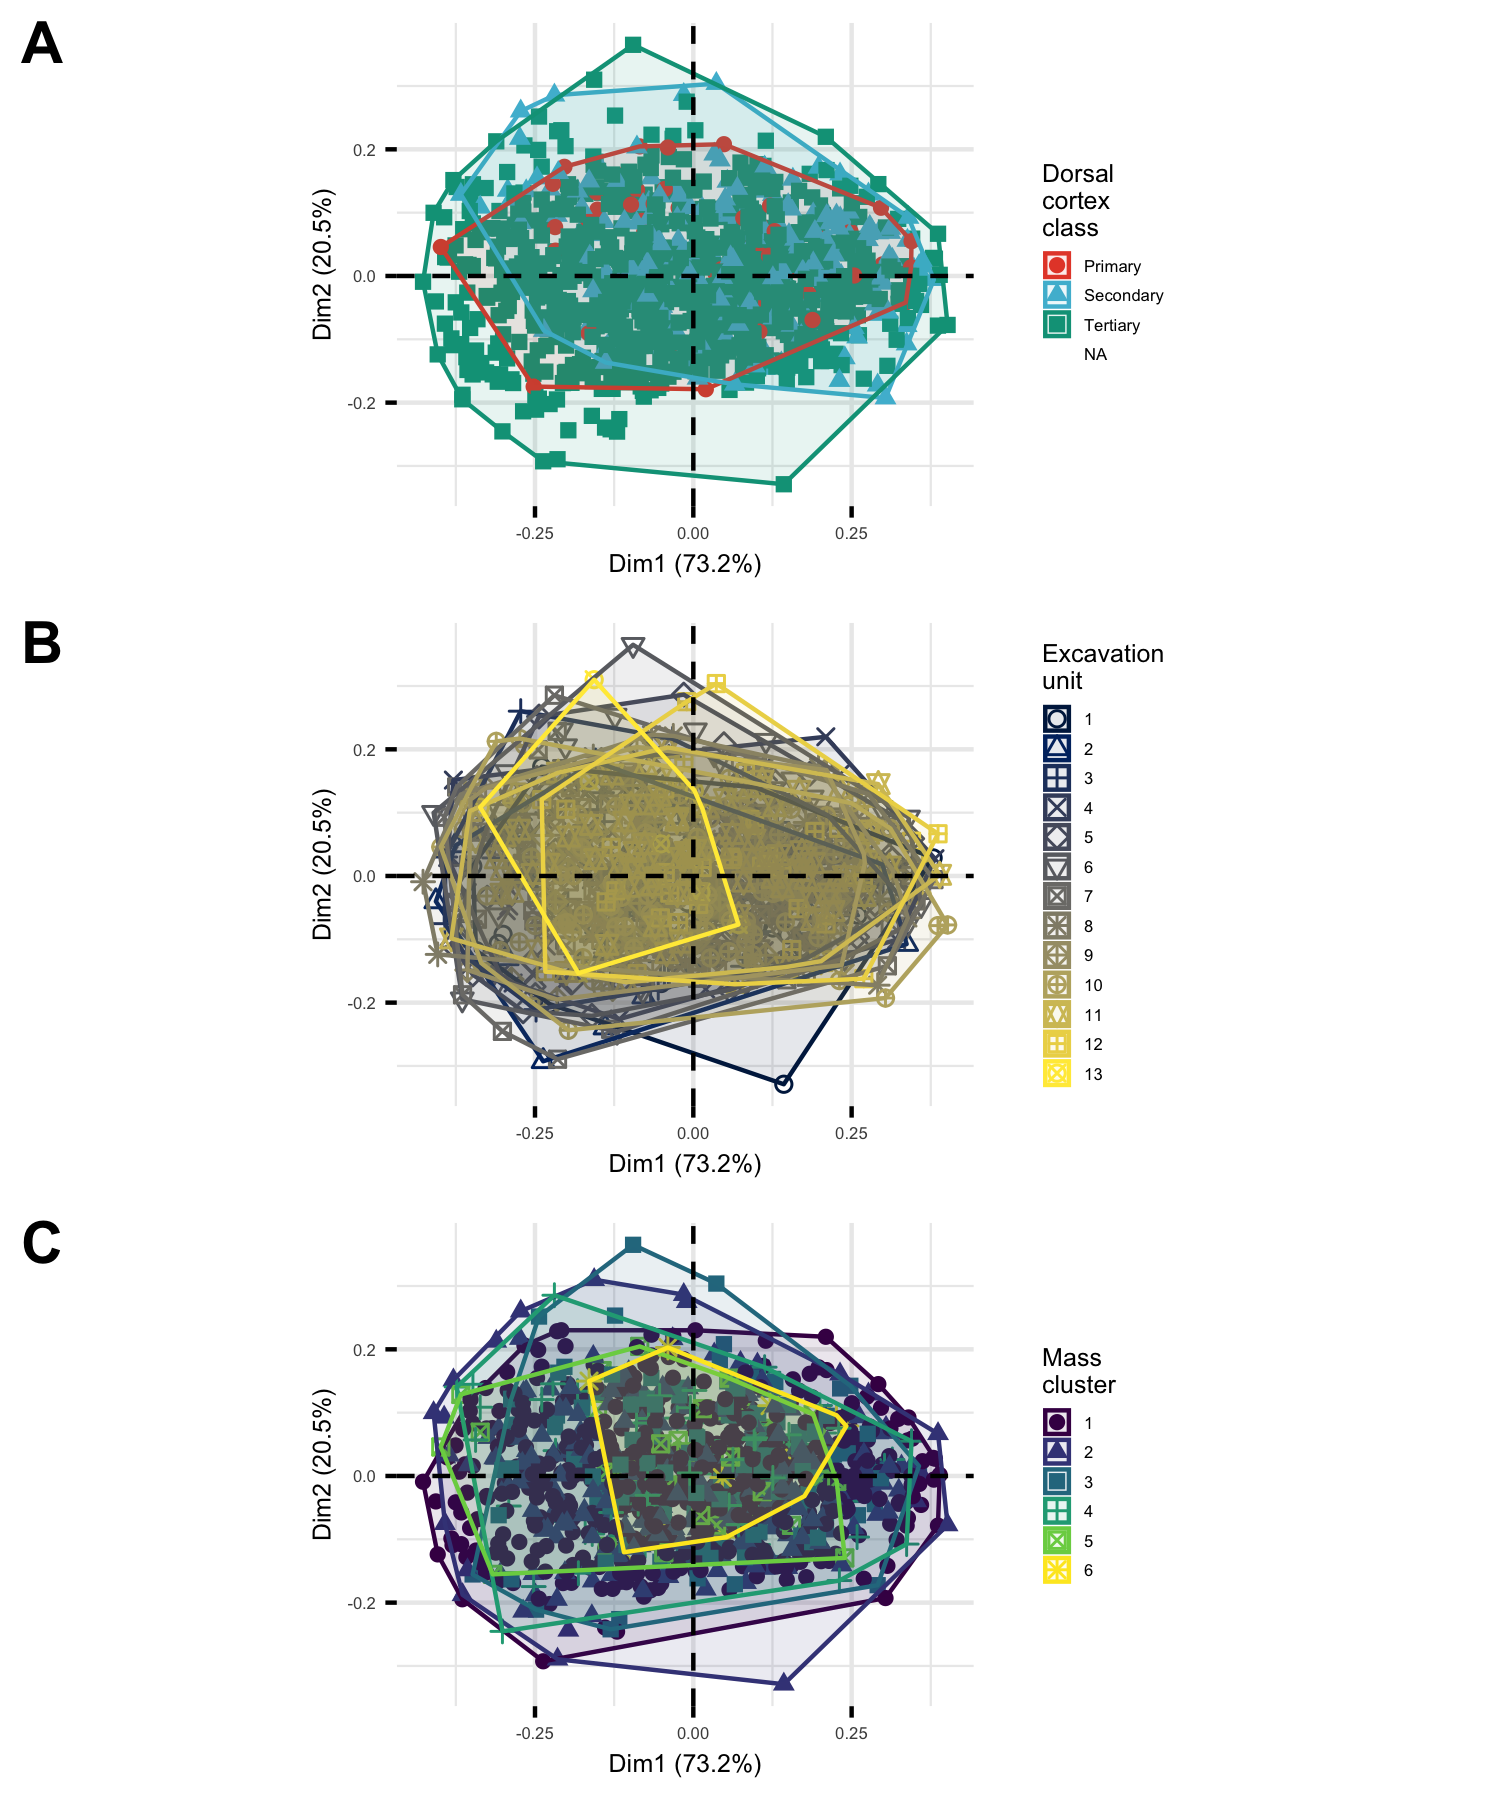 A
0.2
0.0
-0.2
Dim2 (20.5%)
-0.25
0.00
0.25
Dim1 (73.2%)
Dorsal
cortex
class
Primary
Secondary
Tertiary
NA
B
0.2
0.0
-0.2
Dim2 (20.5%)
-0.25
0.00
0.25
Dim1 (73.2%)
Excavation
unit
1
2
3
4
5
6
7
8
9
10
11
12
13
C
0.2
0.0
-0.2
Dim2 (20.5%)
-0.25
0.00
0.25
Dim1 (73.2%)
Mass
cluster
1
2
3
4
5
6